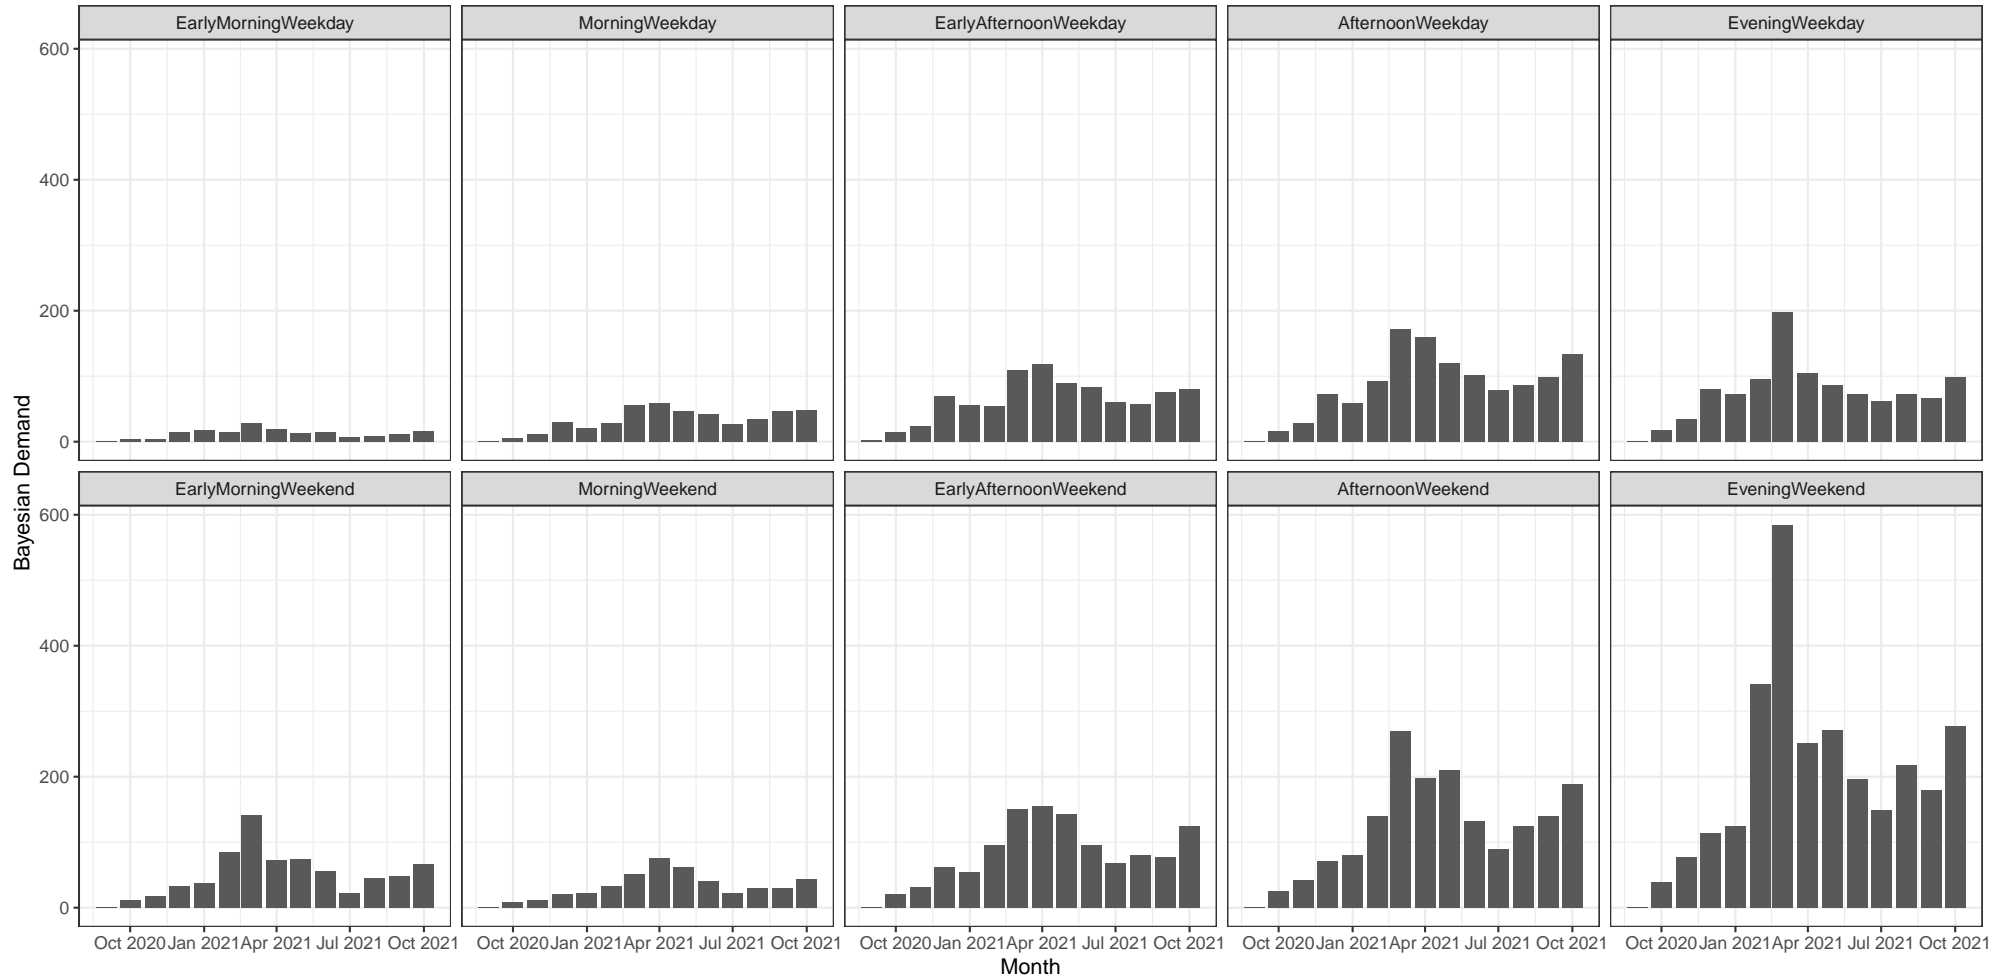 EarlyMorningWeekday MorningWeekday EarlyAfternoonWeekday AfternoonWeekday EveningWeekday
600
400
200
0
Bayesian Demand
EarlyMorningWeekend MorningWeekend EarlyAfternoonWeekend AfternoonWeekend EveningWeekend
600
400
200
0
Oct 2020 Jan 2021 Apr 2021 Jul 2021 Oct 2021 Oct 2020 Jan 2021 Apr 2021 Jul 2021 Oct 2021 Oct 2020 Jan 2021 Apr 2021 Jul 2021 Oct 2021 Oct 2020 Jan 2021 Apr 2021 Jul 2021 Oct 2021 Oct 2020 Jan 2021 Apr 2021 Jul 2021 Oct 2021
Month